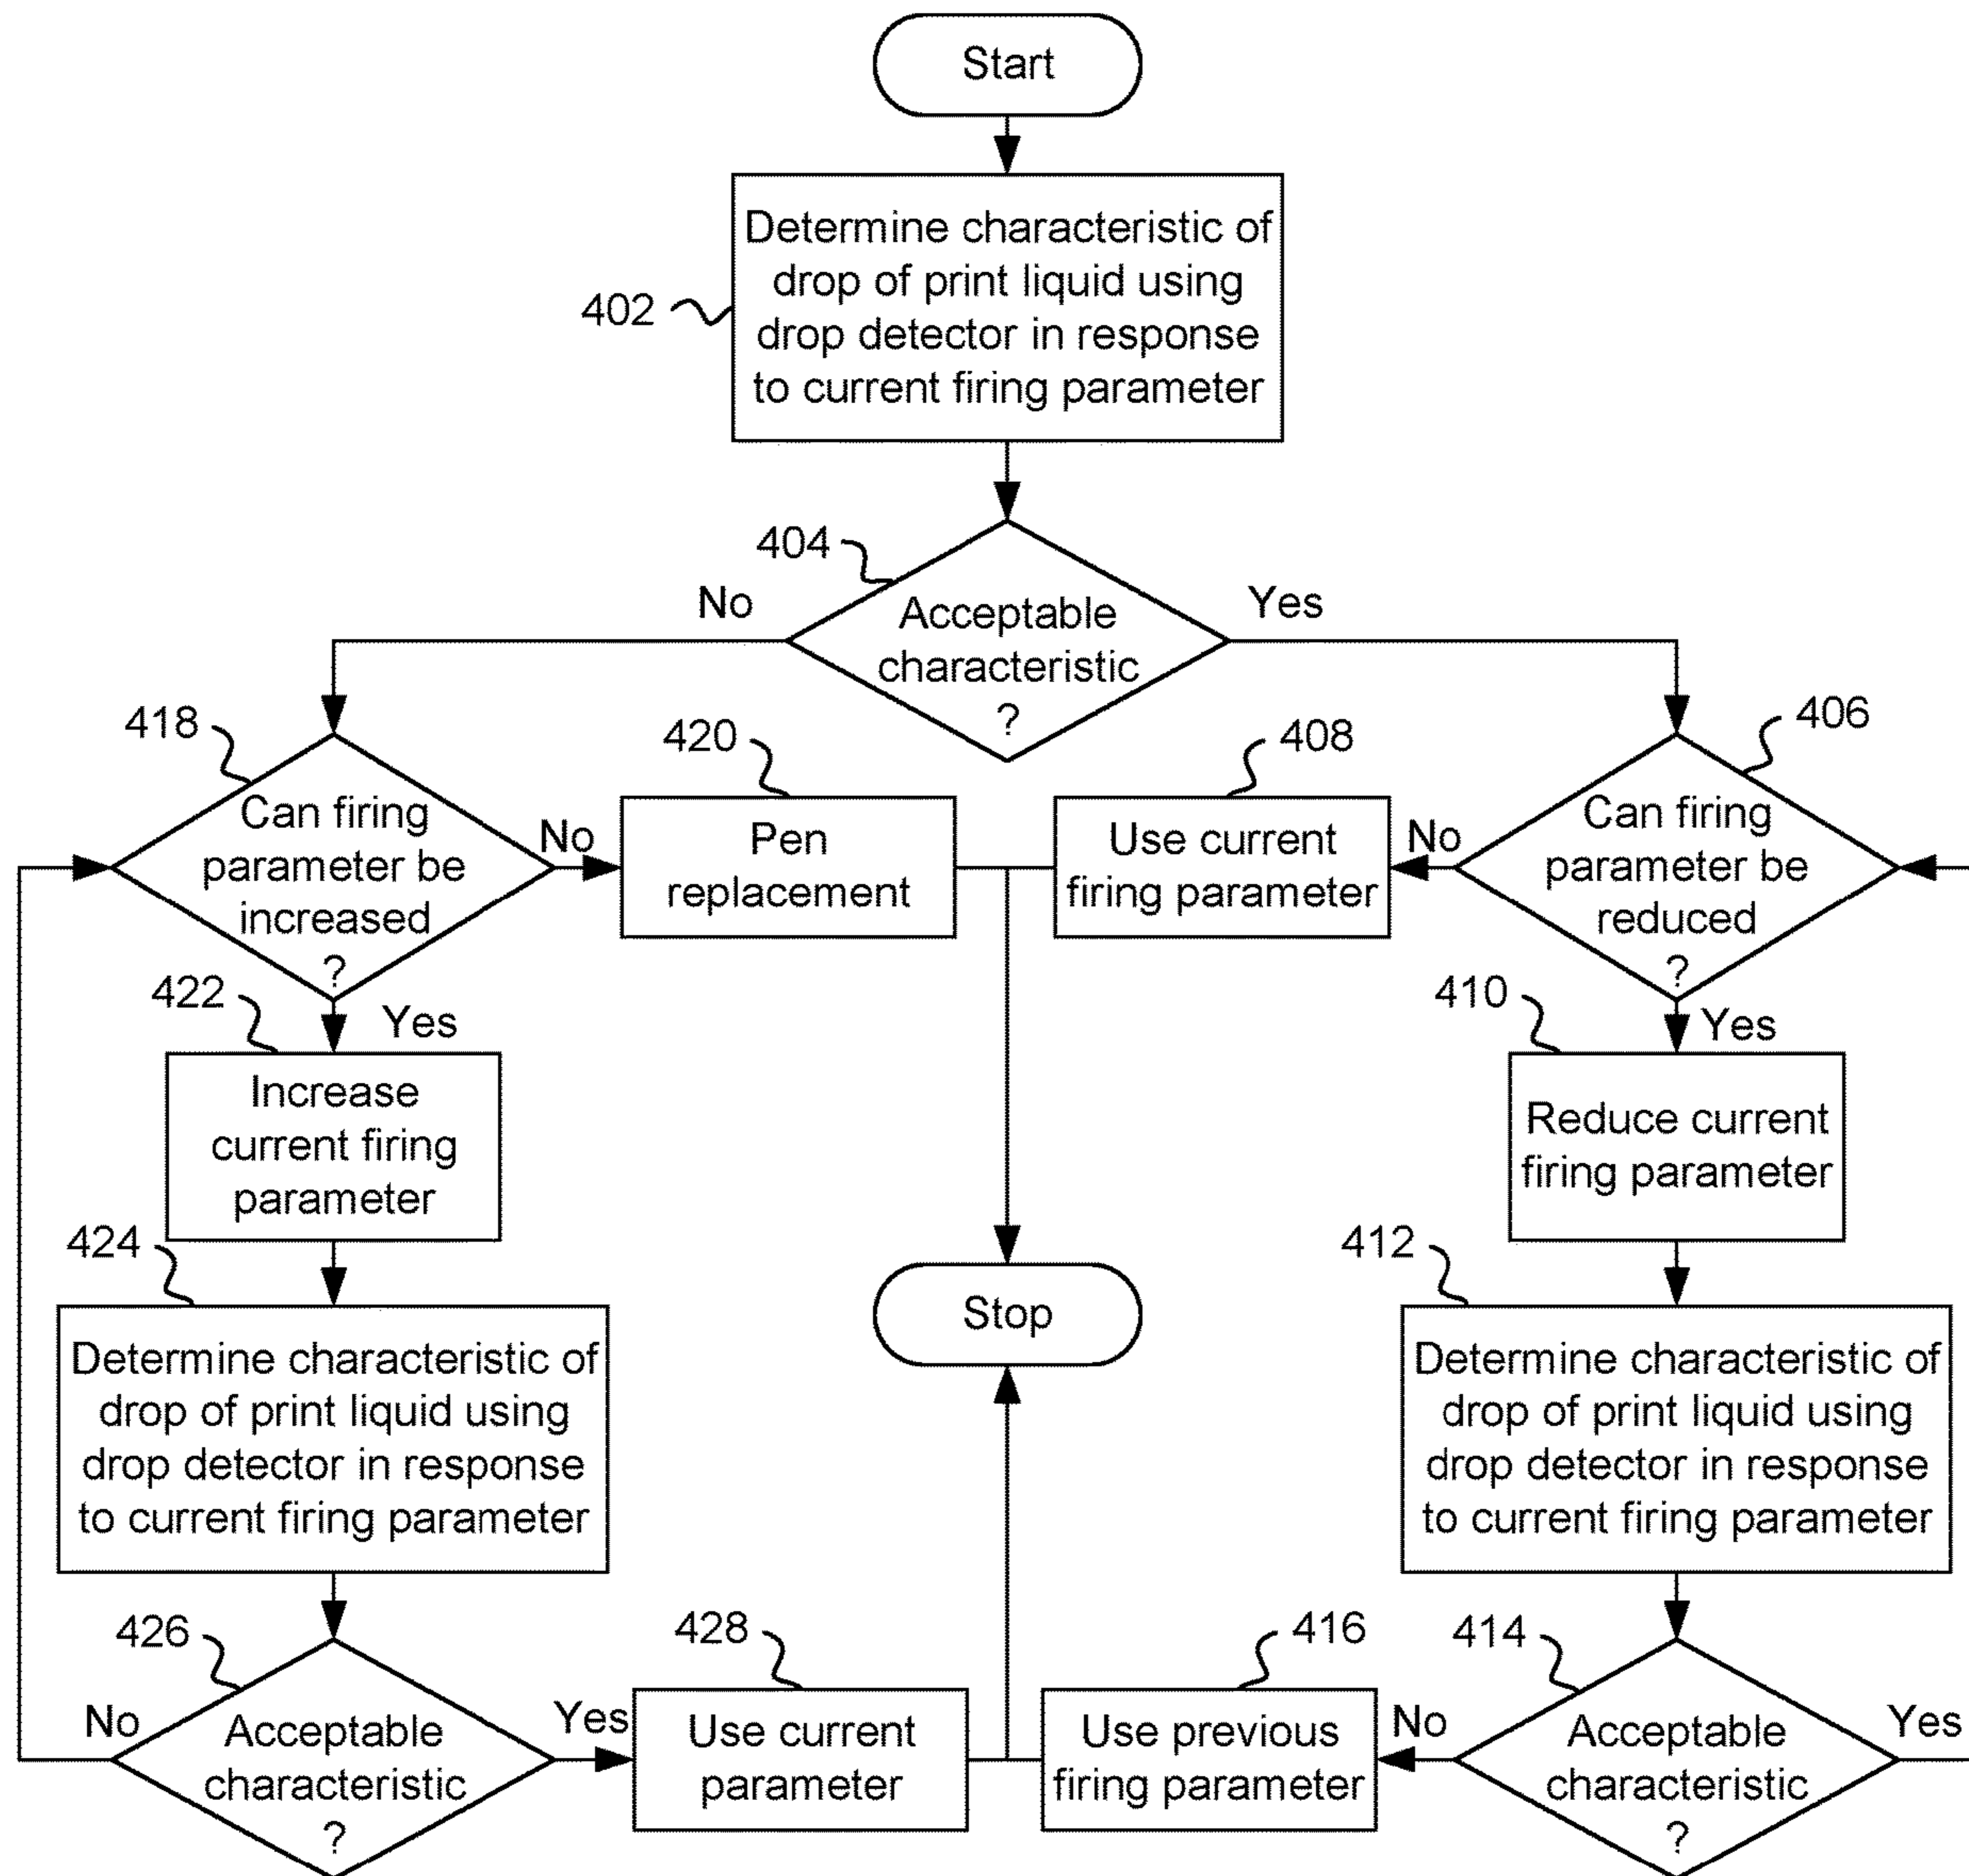 Start
402
Determine characteristic of
drop of print liquid using
drop detector in response
to current firing parameter
404
No
Yes
Acceptable
characteristic
?
418
Can firing
parameter be
increased
?
No
420
Pen
replacement
408
Use current
firing parameter
No
406
Can firing
parameter be
reduced
?
422
Yes
Increase
current firing
parameter
410
Yes
Reduce current
firing parameter
424
Determine characteristic of
drop of print liquid using
drop detector in response
to current firing parameter
Stop
412
Determine characteristic of
drop of print liquid using
drop detector in response
to current firing parameter
426
No
Acceptable
characteristic
?
Yes
428
Use current
parameter
416
Use previous
firing parameter
No
414
Acceptable
characteristic
?
Yes